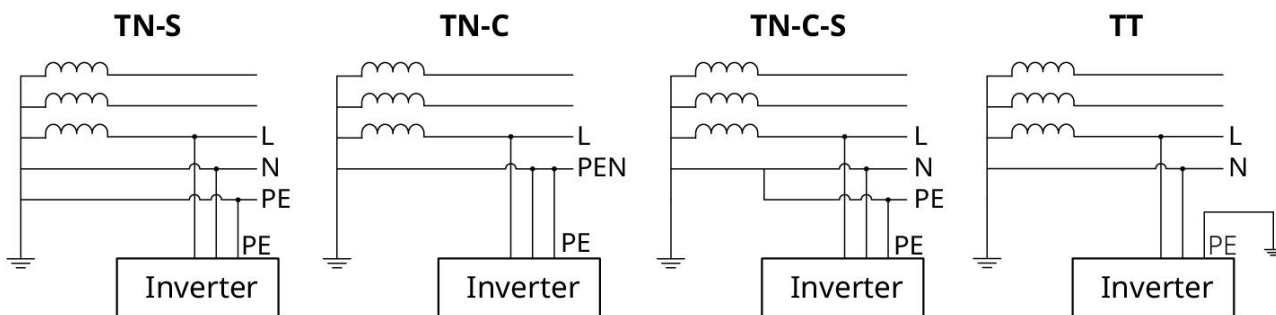 TN-S TN-C TN-C-S TT
L L L L
N PEN N N
PE PE
PE PE PE PE
Inverter Inverter Inverter Inverter